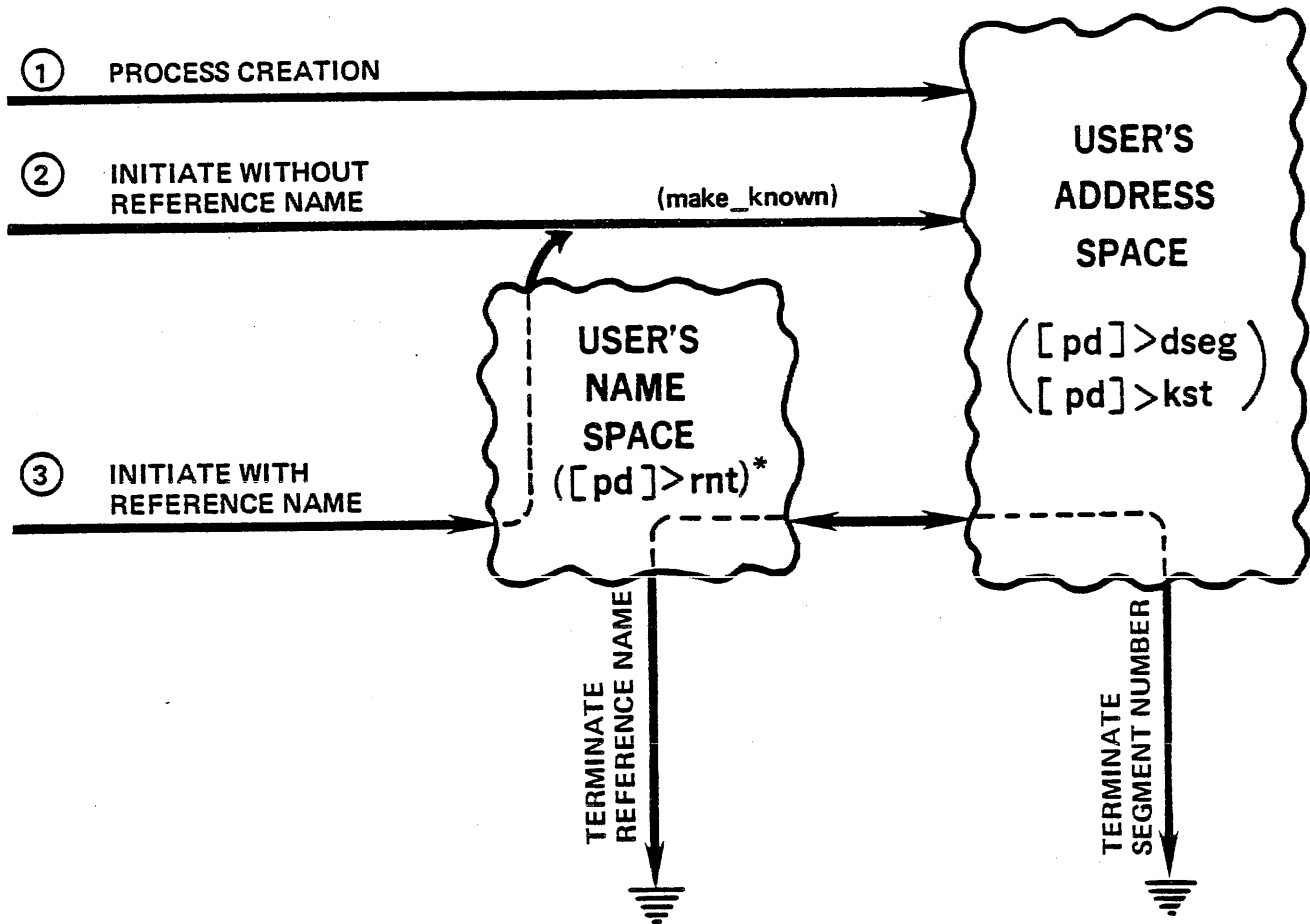 1 PROCESS CREATION
2 INITIATE WITHOUT
REFERENCE NAME
(make_known)
3 INITIATE WITH
REFERENCE NAME
USER'S
NAME
SPACE
([pd]>rnt)*
USER'S
ADDRESS
SPACE
([pd]>dseg
[pd]>kst)
TERMINATE
REFERENCE NAME
TERMINATE
SEGMENT NUMBER